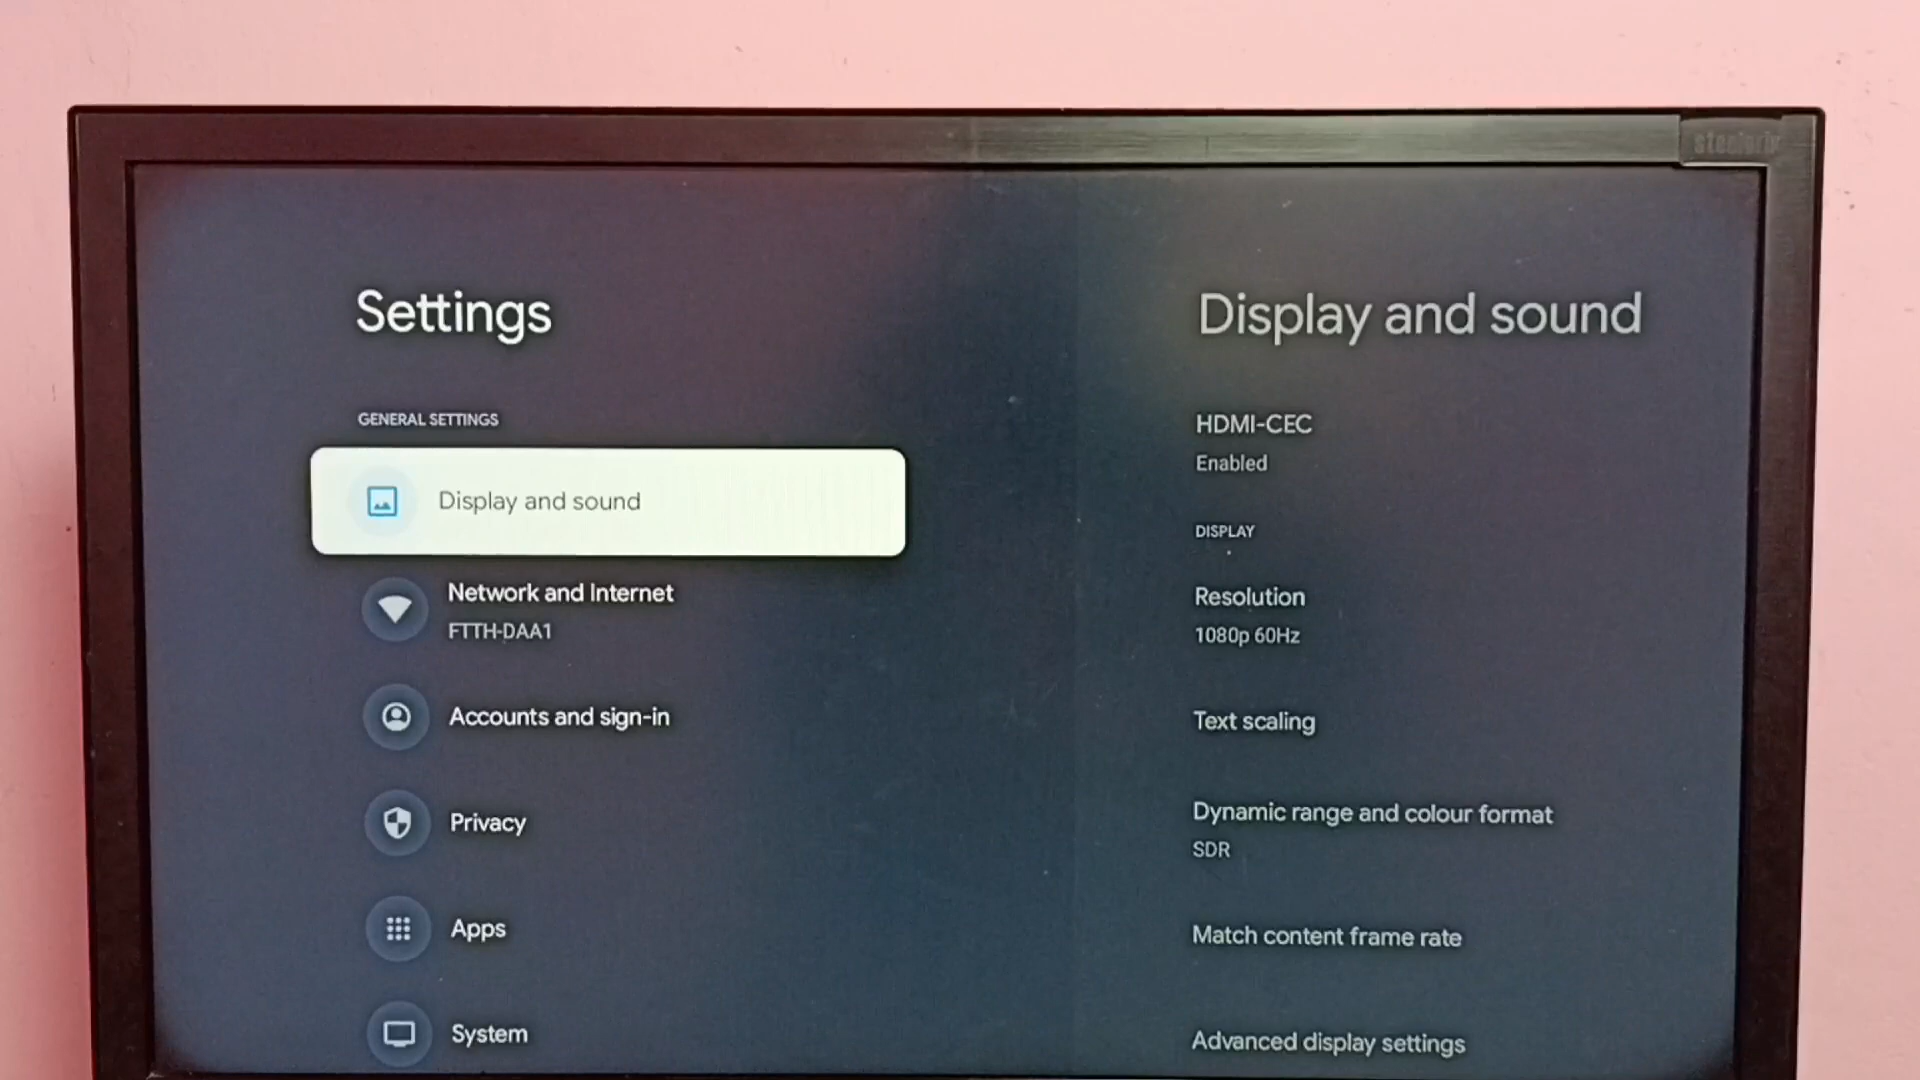 Settings
GENERAL SETTINGS
Display and sound
Network and Internet
FTTH-DAA1
Accounts and sign-in
Privacy
Apps
System
Display and sound
HDMI-CEC
Enabled
DISPLAY
Resolution
1080p 60Hz
Text scaling
Dynamic range and colour format
SDR
Match content frame rate
Advanced display settings